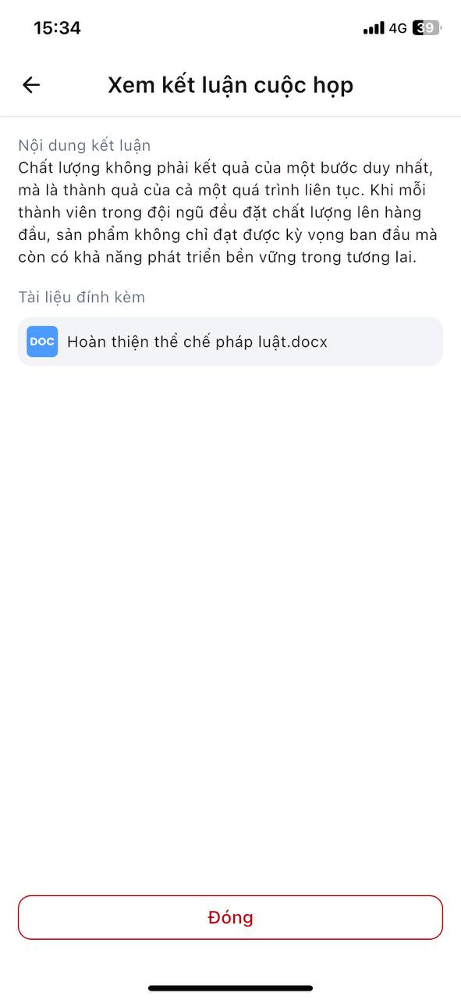 15:34
4G
39
Xem kết luận cuộc họp
Nội dung kết luận
Chất lượng không phải kết quả của một bước duy nhất,
mà là thành quả của cả một quá trình liên tục. Khi mỗi
thành viên trong đội ngũ đều đặt chất lượng lên hàng
đầu, sản phẩm không chỉ đạt được kỳ vọng ban đầu mà
còn có khả năng phát triển bền vững trong tương lai.
Tài liệu đính kèm
DOC
Hoàn thiện thể chế pháp luật.docx
Đóng